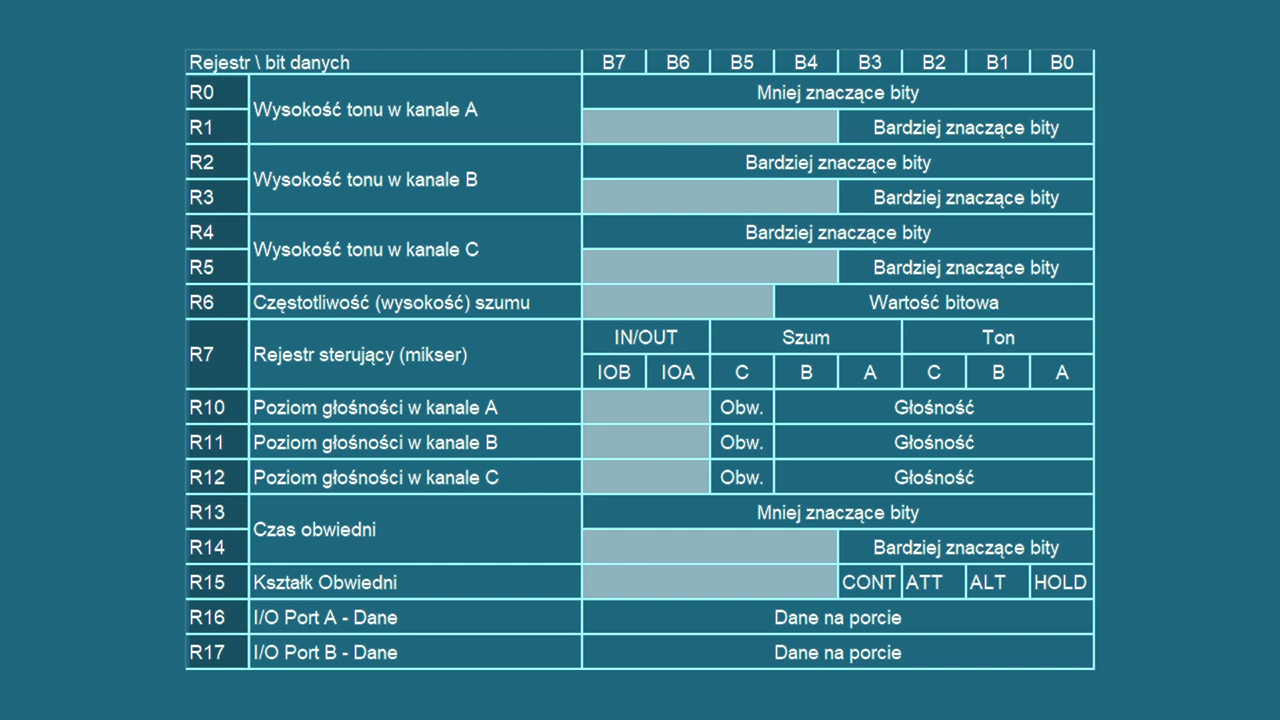 Rejestr \ bit danych B7 B6 B5 B4 B3 B2 B1 B0
R0 Wysokość tonu w kanale A Mniej znaczące bity
R1 Bardziej znaczące bity
R2 Wysokość tonu w kanale B Bardziej znaczące bity
R3 Bardziej znaczące bity
R4 Wysokość tonu w kanale C Bardziej znaczące bity
R5 Bardziej znaczące bity
R6 Częstotliwość (wysokość) szumu Wartość bitowa
R7 Rejestr sterujący (mikser) IN/OUT Szum Ton
IOB IOA C B A C B A
R10 Poziom głośności w kanale A Obw. Głośność
R11 Poziom głośności w kanale B Obw. Głośność
R12 Poziom głośności w kanale C Obw. Głośność
R13 Czas obwiedni Mniej znaczące bity
R14 Bardziej znaczące bity
R15 Kształk Obwiedni CONT ATT ALT HOLD
R16 I/O Port A - Dane Dane na porcie
R17 I/O Port B - Dane Dane na porcie